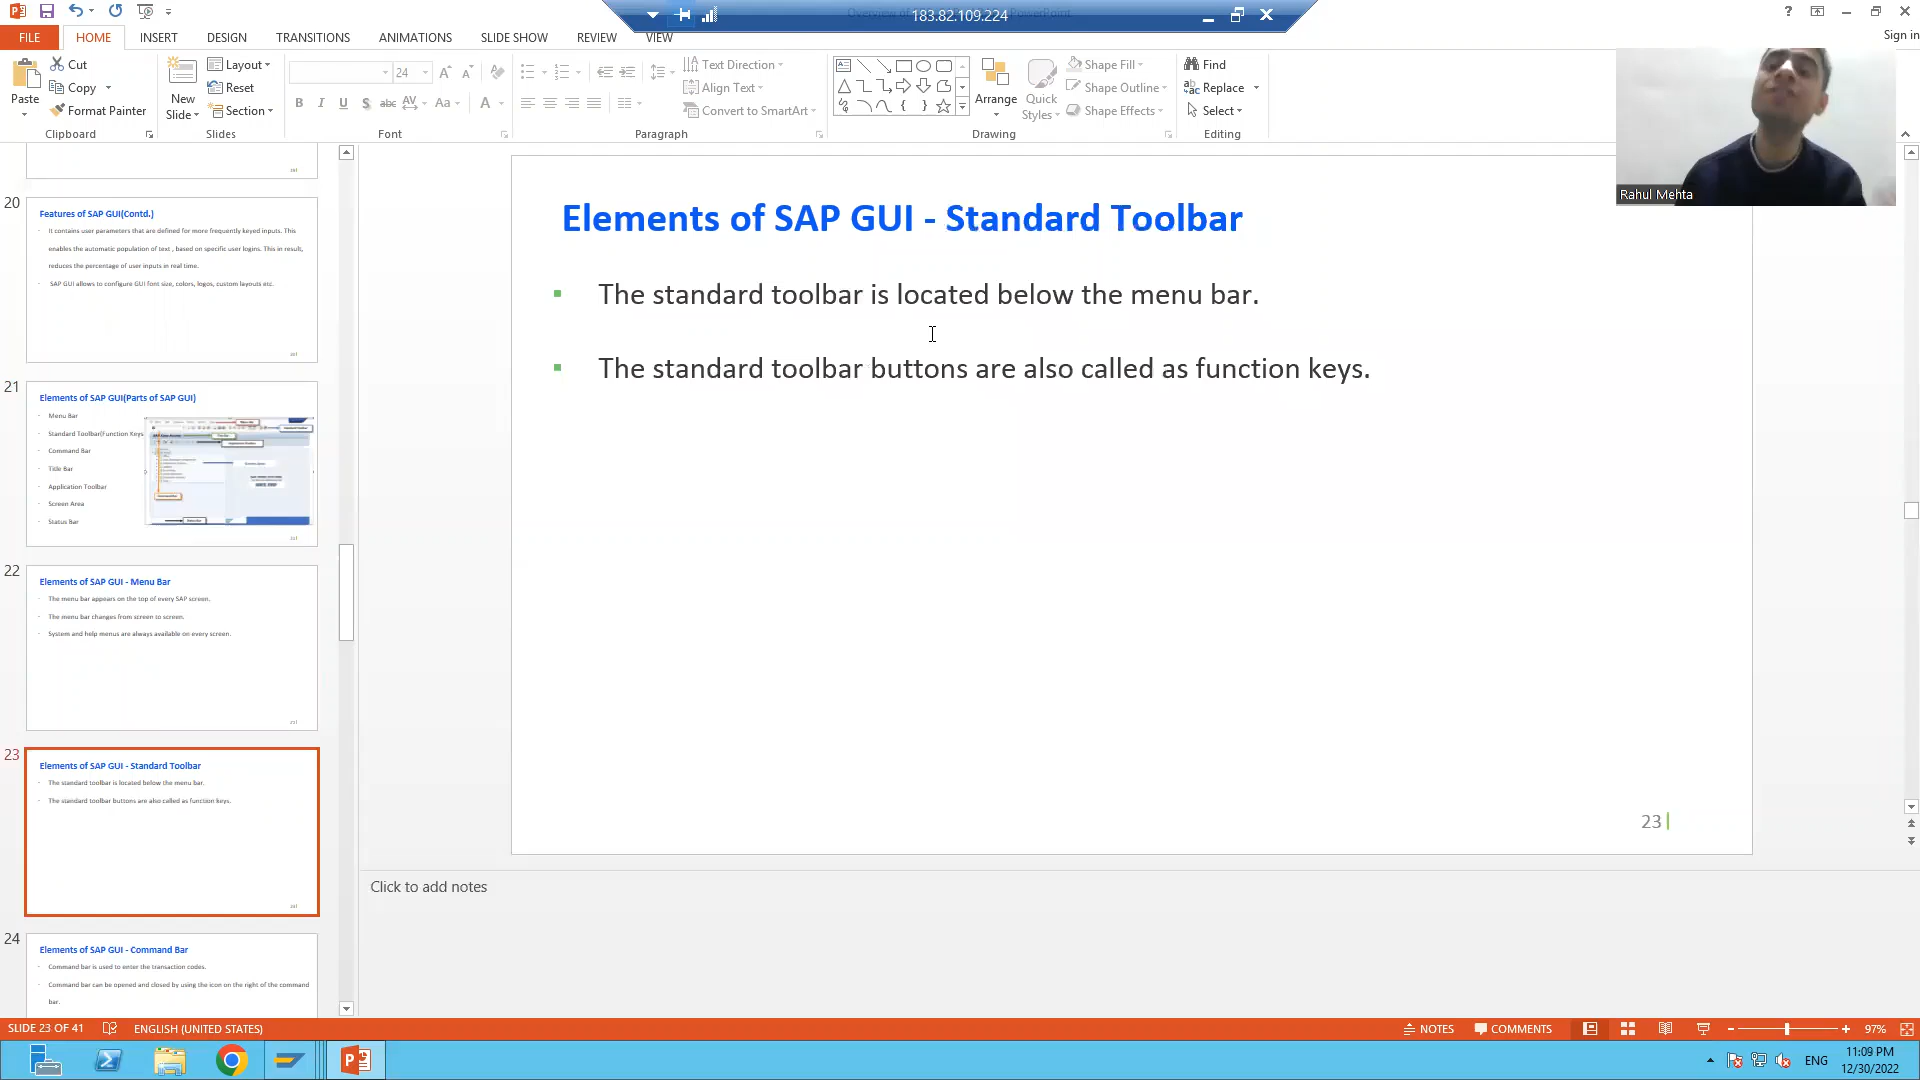 183.82.109.224
FILE HOME INSERT DESIGN TRANSITIONS ANIMATIONS SLIDE SHOW REVIEW VIEW
Sign in
Cut
Copy
Format Painter
Paste
Clipboard
New
Slide
Layout
Reset
Section
Slides
24
Font
Text Direction
Align Text
Convert to SmartArt
Paragraph
Arrange
Quick
Styles
Shape Fill
Shape Outline
Shape Effects
Drawing
Find
Replace
Select
Editing
Rahul Mehta
20
Features of SAP GUI(Contd.)
It contains user parameters that are defined for more frequently keyed inputs. This
enables the automatic population of text , based on specific user logins. This in result,
reduces the percentage of user inputs in real time.
SAP GUI allows to configure GUI font size, colors, logos, custom layouts etc.
21
Elements of SAP GUI(Parts of SAP GUI)
Menu Bar
Standard Toolbar(Function Keys
Command Bar
Title Bar
Application Toolbar
Screen Area
Status Bar
22
Elements of SAP GUI - Menu Bar
The menu bar appears on the top of every SAP screen.
The menu bar changes from screen to screen.
System and help menus are always available on every screen.
23
Elements of SAP GUI - Standard Toolbar
The standard toolbar is located below the menu bar.
The standard toolbar buttons are also called as function keys.
24
Elements of SAP GUI - Command Bar
Command bar is used to enter the transaction codes.
Command bar can be opened and closed by using the icon on the right of the command
bar.
Elements of SAP GUI - Standard Toolbar
The standard toolbar is located below the menu bar.
The standard toolbar buttons are also called as function keys.
23
Click to add notes
SLIDE 23 OF 41 ENGLISH (UNITED STATES) NOTES COMMENTS 97%
ENG
11:09 PM
12/30/2022